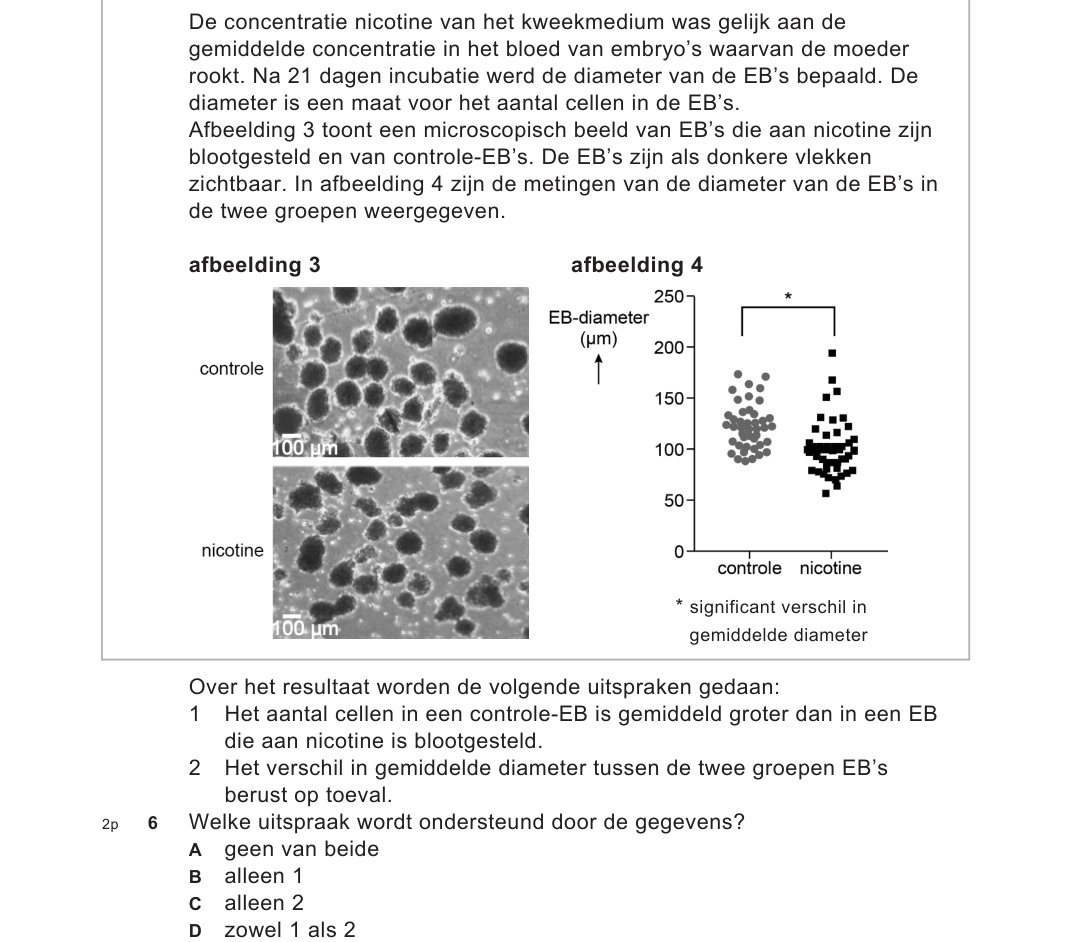 De concentratie nicotine van het kweekmedium was gelijk aan de
gemiddelde concentratie in het bloed van embryo's waarvan de moeder
rookt. Na 21 dagen incubatie werd de diameter van de EB's bepaald. De
diameter is een maat voor het aantal cellen in de EB's.
Afbeelding 3 toont een microscopisch beeld van EB's die aan nicotine zijn
blootgesteld en van controle-EB's. De EB's zijn als donkere vlekken
zichtbaar. In afbeelding 4 zijn de metingen van de diameter van de EB's in
de twee groepen weergegeven.
afbeelding 3
controle
100 µm
nicotine
100 µm
afbeelding 4
EB-diameter
(µm)
250
200
150
100
50
0
*
controle nicotine
* significant verschil in
gemiddelde diameter
Over het resultaat worden de volgende uitspraken gedaan:
1 Het aantal cellen in een controle-EB is gemiddeld groter dan in een EB
die aan nicotine is blootgesteld.
2 Het verschil in gemiddelde diameter tussen de twee groepen EB's
berust op toeval.
2p 6 Welke uitspraak wordt ondersteund door de gegevens?
A geen van beide
B alleen 1
C alleen 2
D zowel 1 als 2